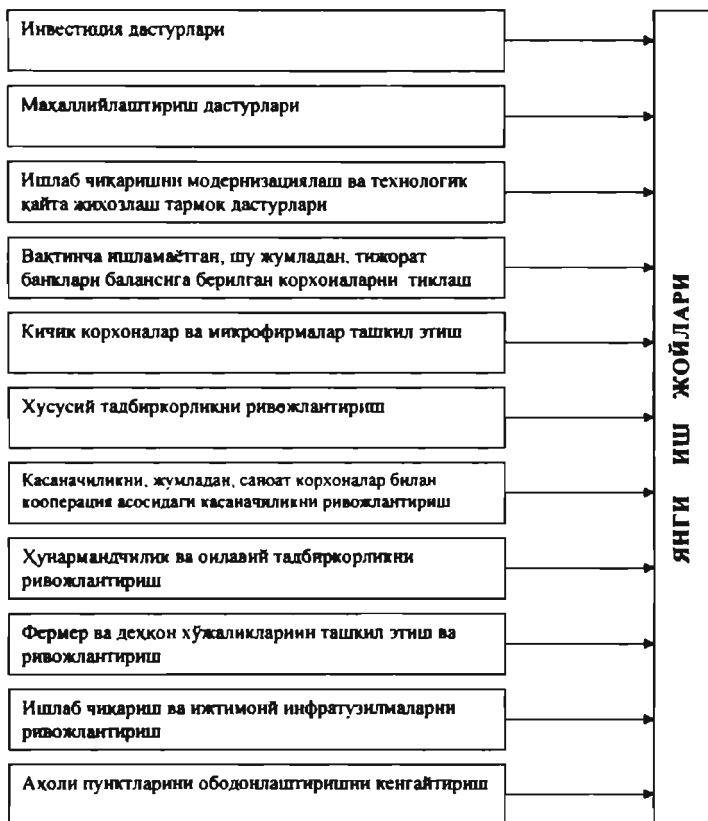 Инвестиция дастурлари
Маҳаллийлаштириш дастурлари
Ишлаб чиқаришни модернизациялаш ва технологик
қайта жиҳозлаш тармоқ дастурлари
Вақтинча ишламаётган, шу жумладан, тижорат
банклари балансига берилган корхоналарни тиклаш
Кичик корхоналар ва микрофирмалар ташкил этиш
Хусусий тадбиркорликни ривожлантириш
Касаначиликни, жумладан, саноат корхоналар билан
кооперация асосидаги касаначиликни ривожлантириш
Ҳунармандчилик ва оилавий тадбиркорликни
ривожлантириш
Фермер ва деҳқон хўжаликларини ташкил этиш ва
ривожлантириш
Ишлаб чиқариш ва ижтимоий инфратузилмаларни
ривожлантириш
Аҳоли пунктларини ободонлаштиришни кенгайтириш
ЯНГИ ИШ ЖОЙЛАРИ